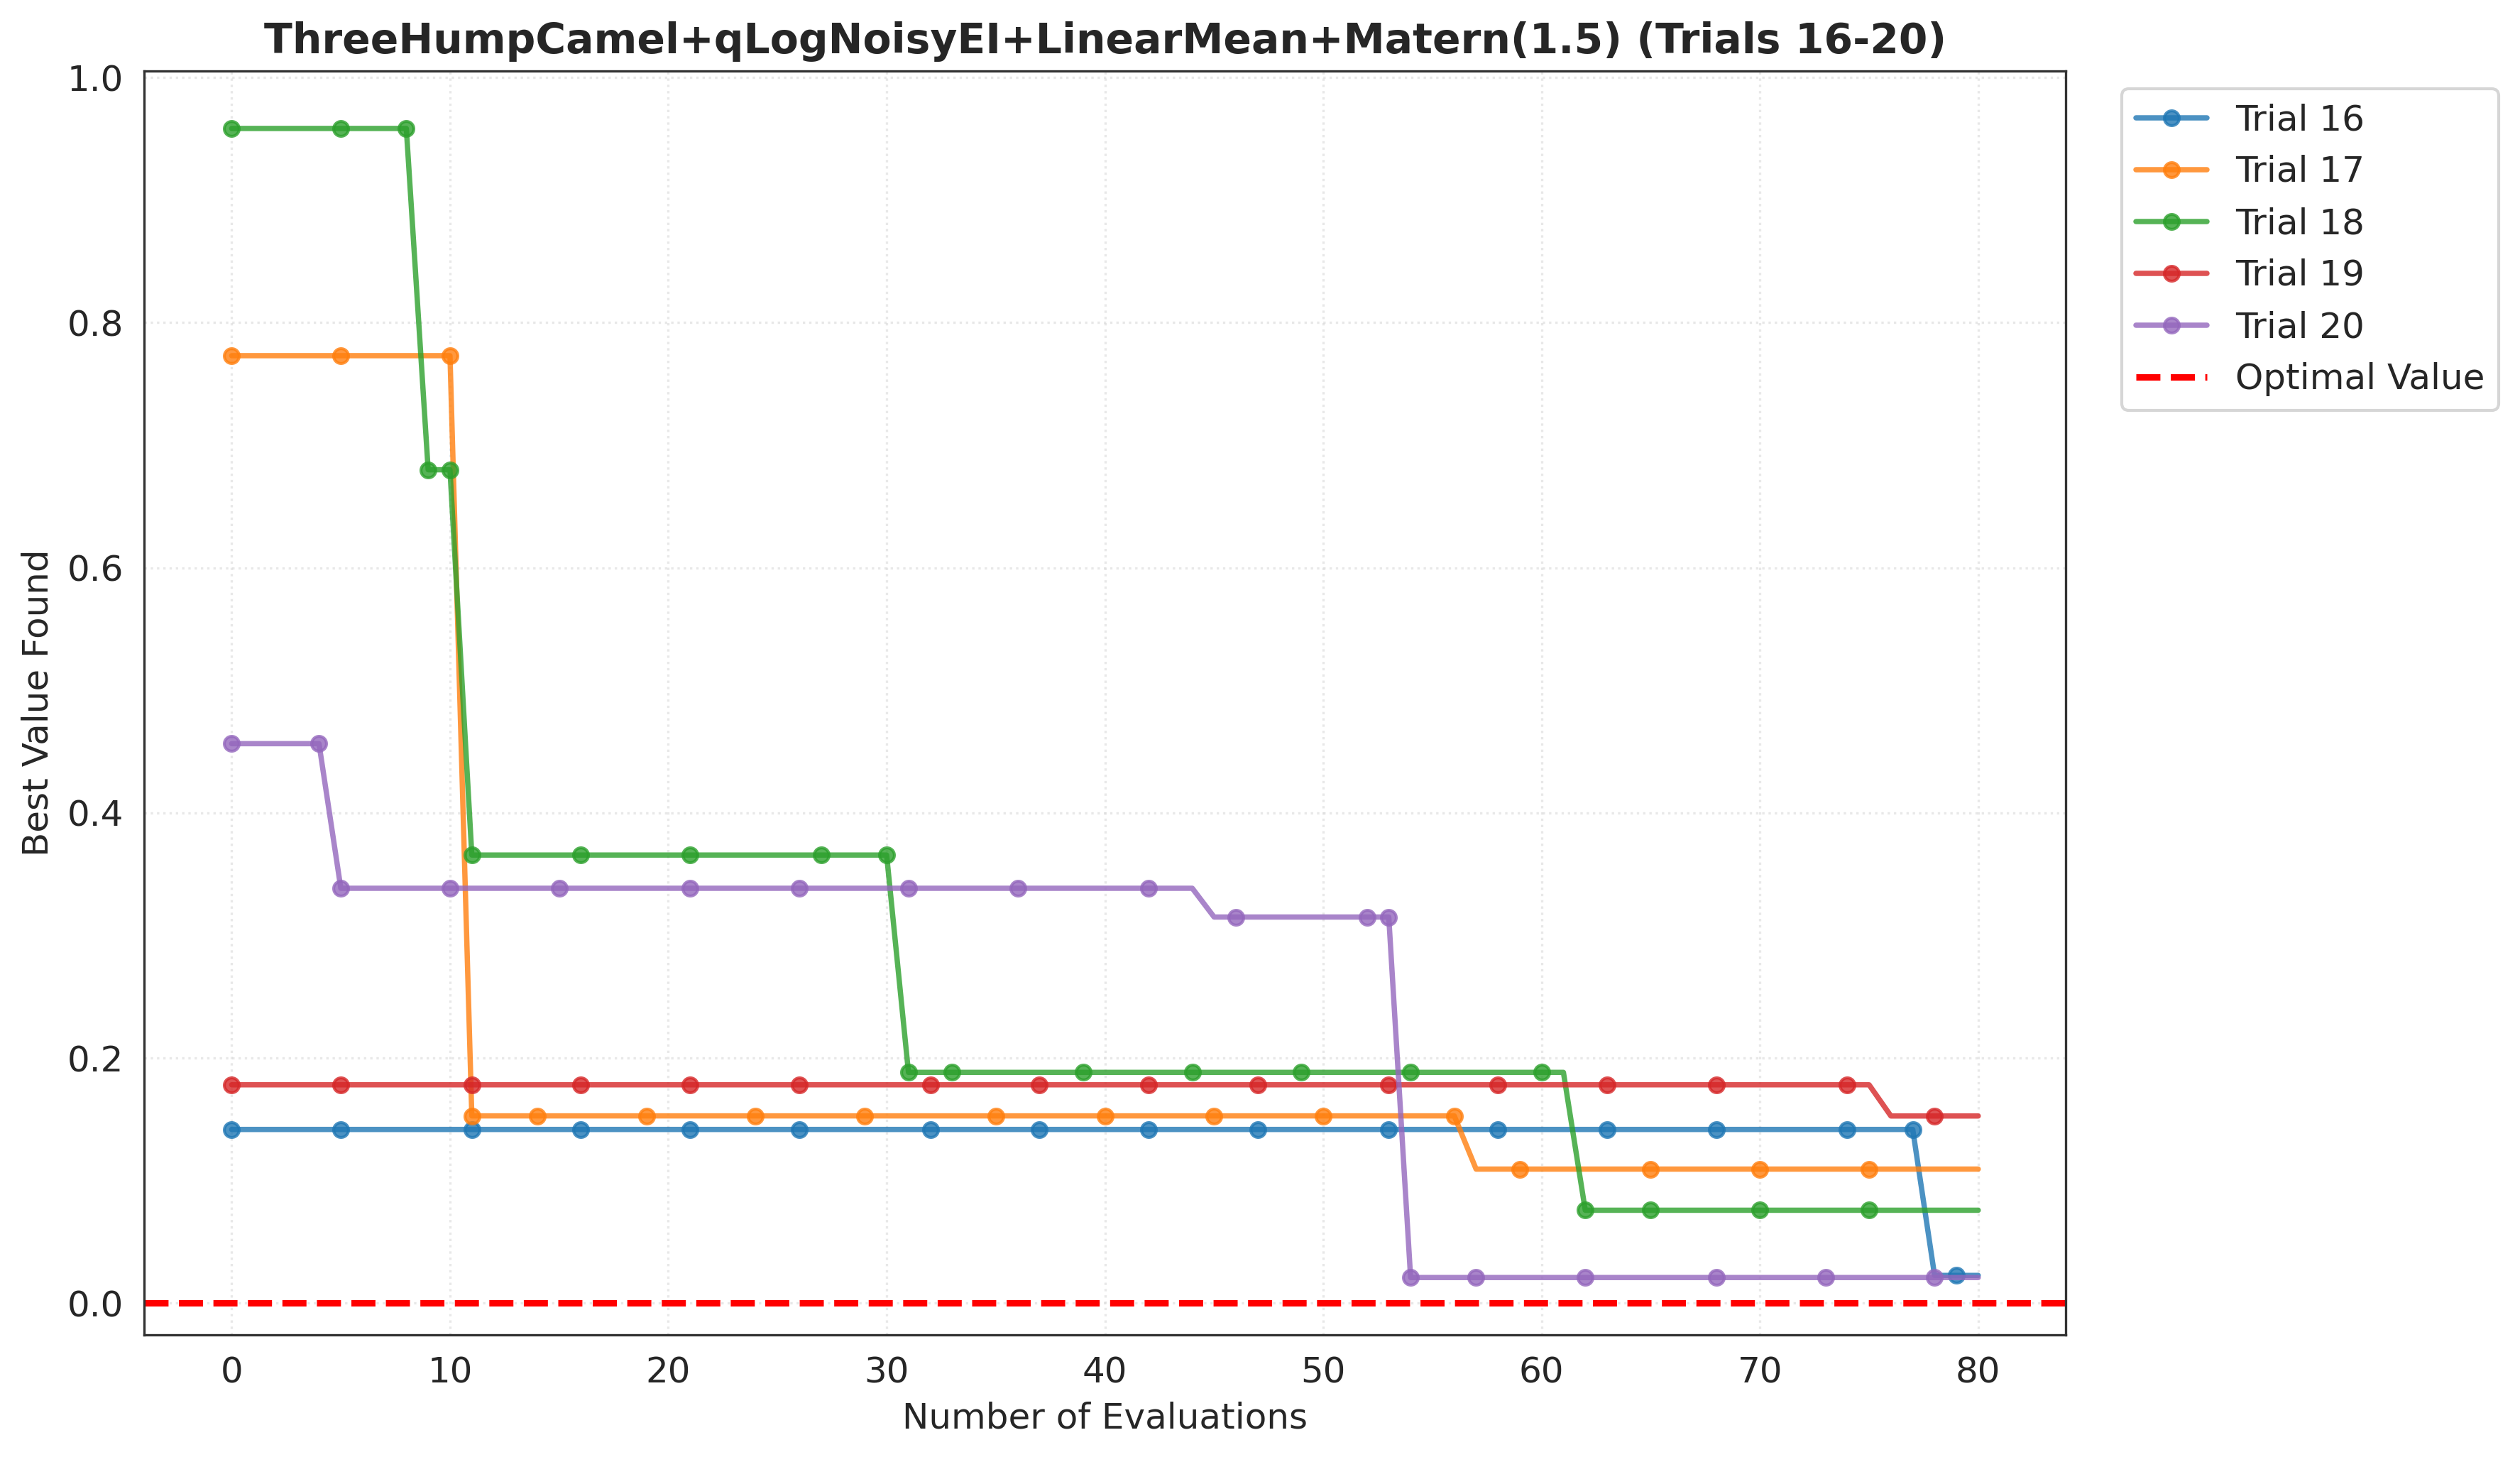 ThreeHumpCamel+qLogNoisyEI+LinearMean+Matern(1.5) (Trials 16-20)
Best Value Found
1.0
0.8
0.6
0.4
0.2
0.0
0 10 20 30 40 50 60 70 80
Number of Evaluations
Trial 16
Trial 17
Trial 18
Trial 19
Trial 20
Optimal Value